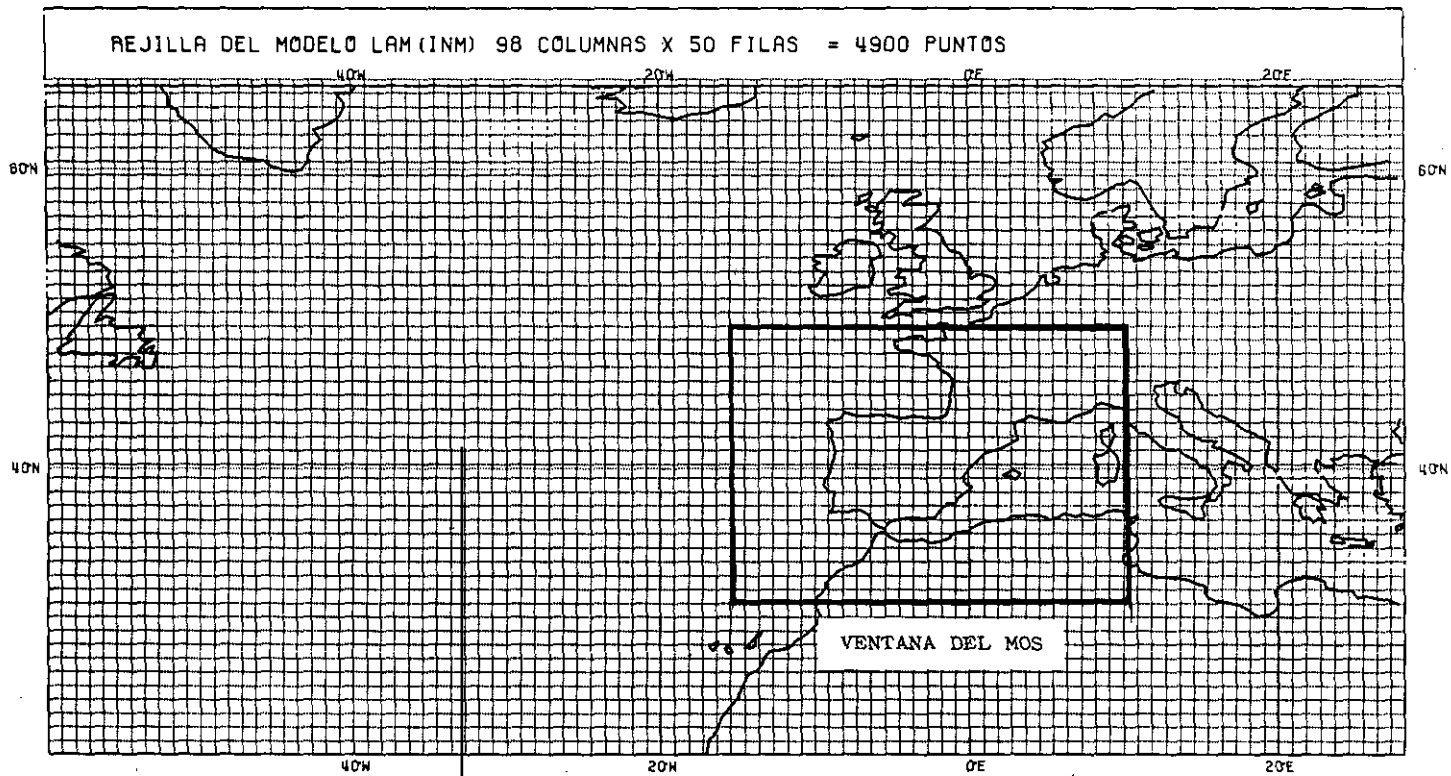 REJILLA DEL MODELO LAM(INM) 98 COLUMNAS X 50 FILAS = 4900 PUNTOS
40W 20W 0E 20E
60N 60N
40N 40N
VENTANA DEL MOS
40W 20W 0E 20E